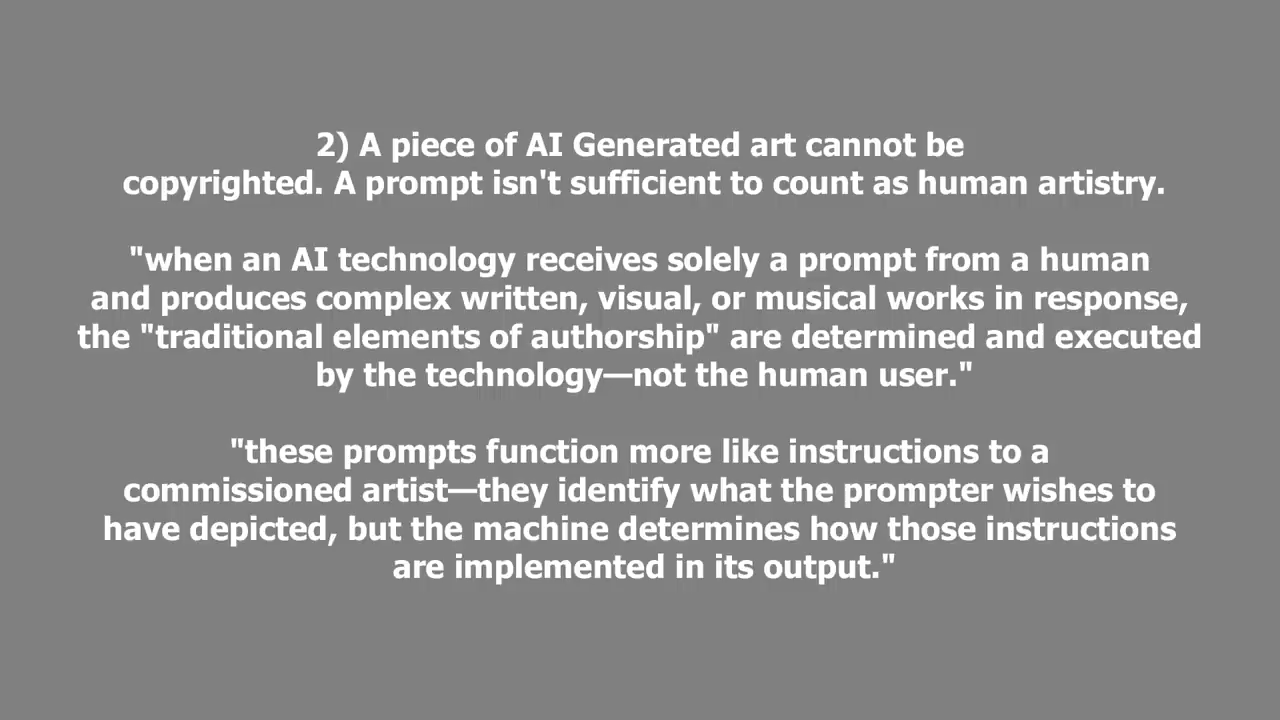 2) A piece of AI Generated art cannot be
copyrighted. A prompt isn't sufficient to count as human artistry.
"when an AI technology receives solely a prompt from a human
and produces complex written, visual, or musical works in response,
the "traditional elements of authorship" are determined and executed
by the technology—not the human user."
"these prompts function more like instructions to a
commissioned artist—they identify what the prompter wishes to
have depicted, but the machine determines how those instructions
are implemented in its output."